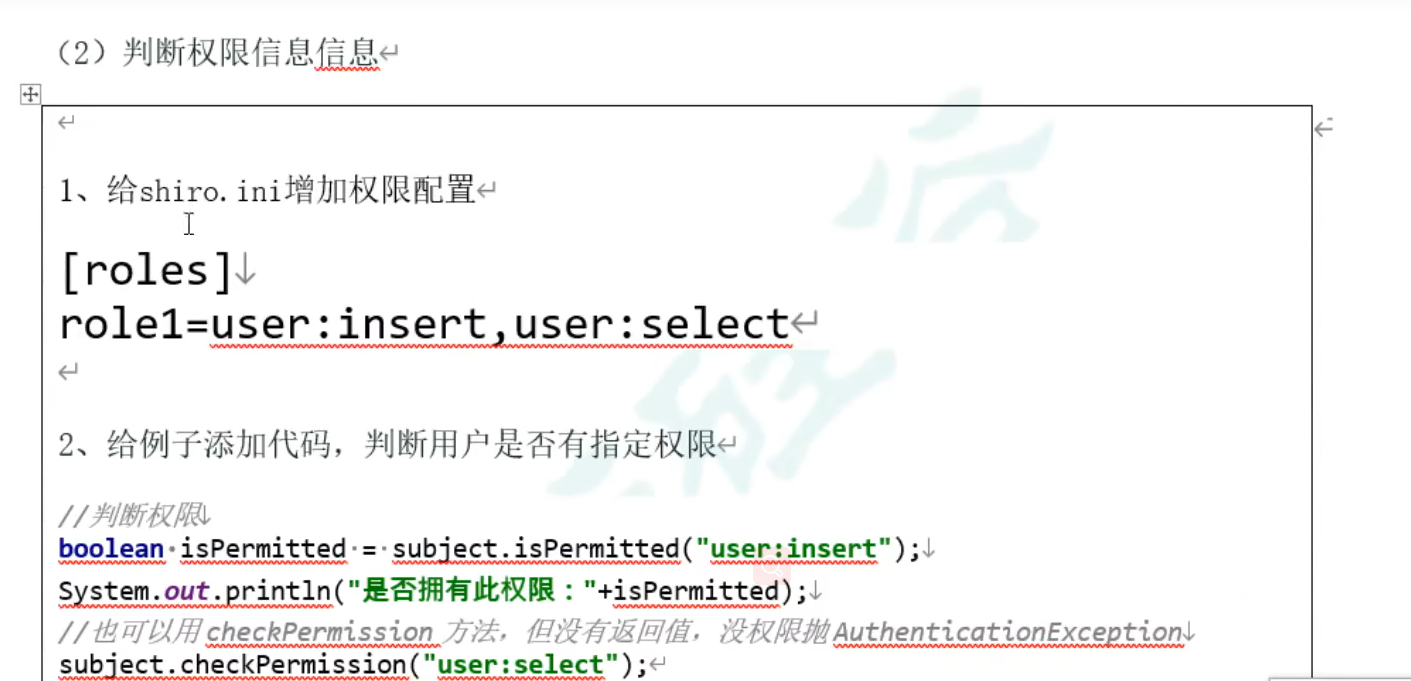 （2）判断权限信息信息
1、给shiro.ini增加权限配置
[roles]
role1=user:insert,user:select
2、给例子添加代码，判断用户是否有指定权限
//判断权限
boolean isPermitted = subject.isPermitted("user:insert");
System.out.println("是否拥有此权限："+isPermitted);
//也可以用 checkPermission 方法，但没有返回值，没权限抛 AuthenticationException
subject.checkPermission("user:select");